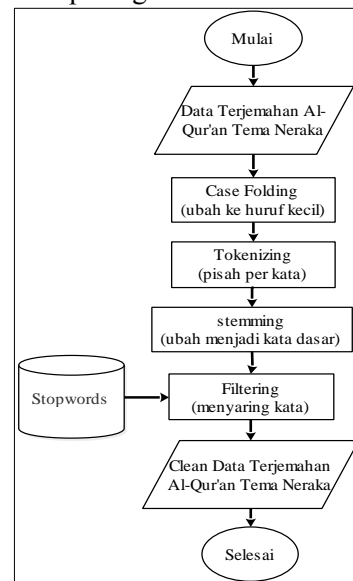 Mulai
Data Terjemahan Al-
Qur'an Tema Neraka
Case Folding
(ubah ke huruf kecil)
Tokenizing
(pisah per kata)
stemming
(ubah menjadi kata dasar)
Stopwords
Filtering
(menyaring kata)
Clean Data Terjemahan
Al-Qur'an Tema Neraka
Selesai